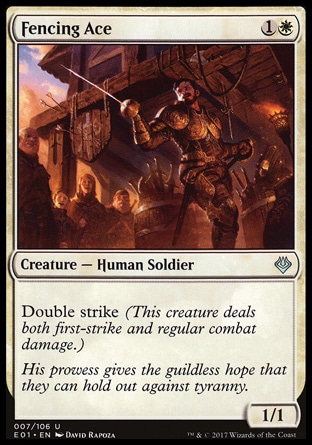 Fencing Ace 1
Creature — Human Soldier
Double strike (This creature deals
both first-strike and regular combat
damage.)
His prowess gives the guildless hope that
they can hold out against tyranny.
1/1
007/106 U
E01 • EN DAVID RAPOZA ™ & © 2017 Wizards of the Coast